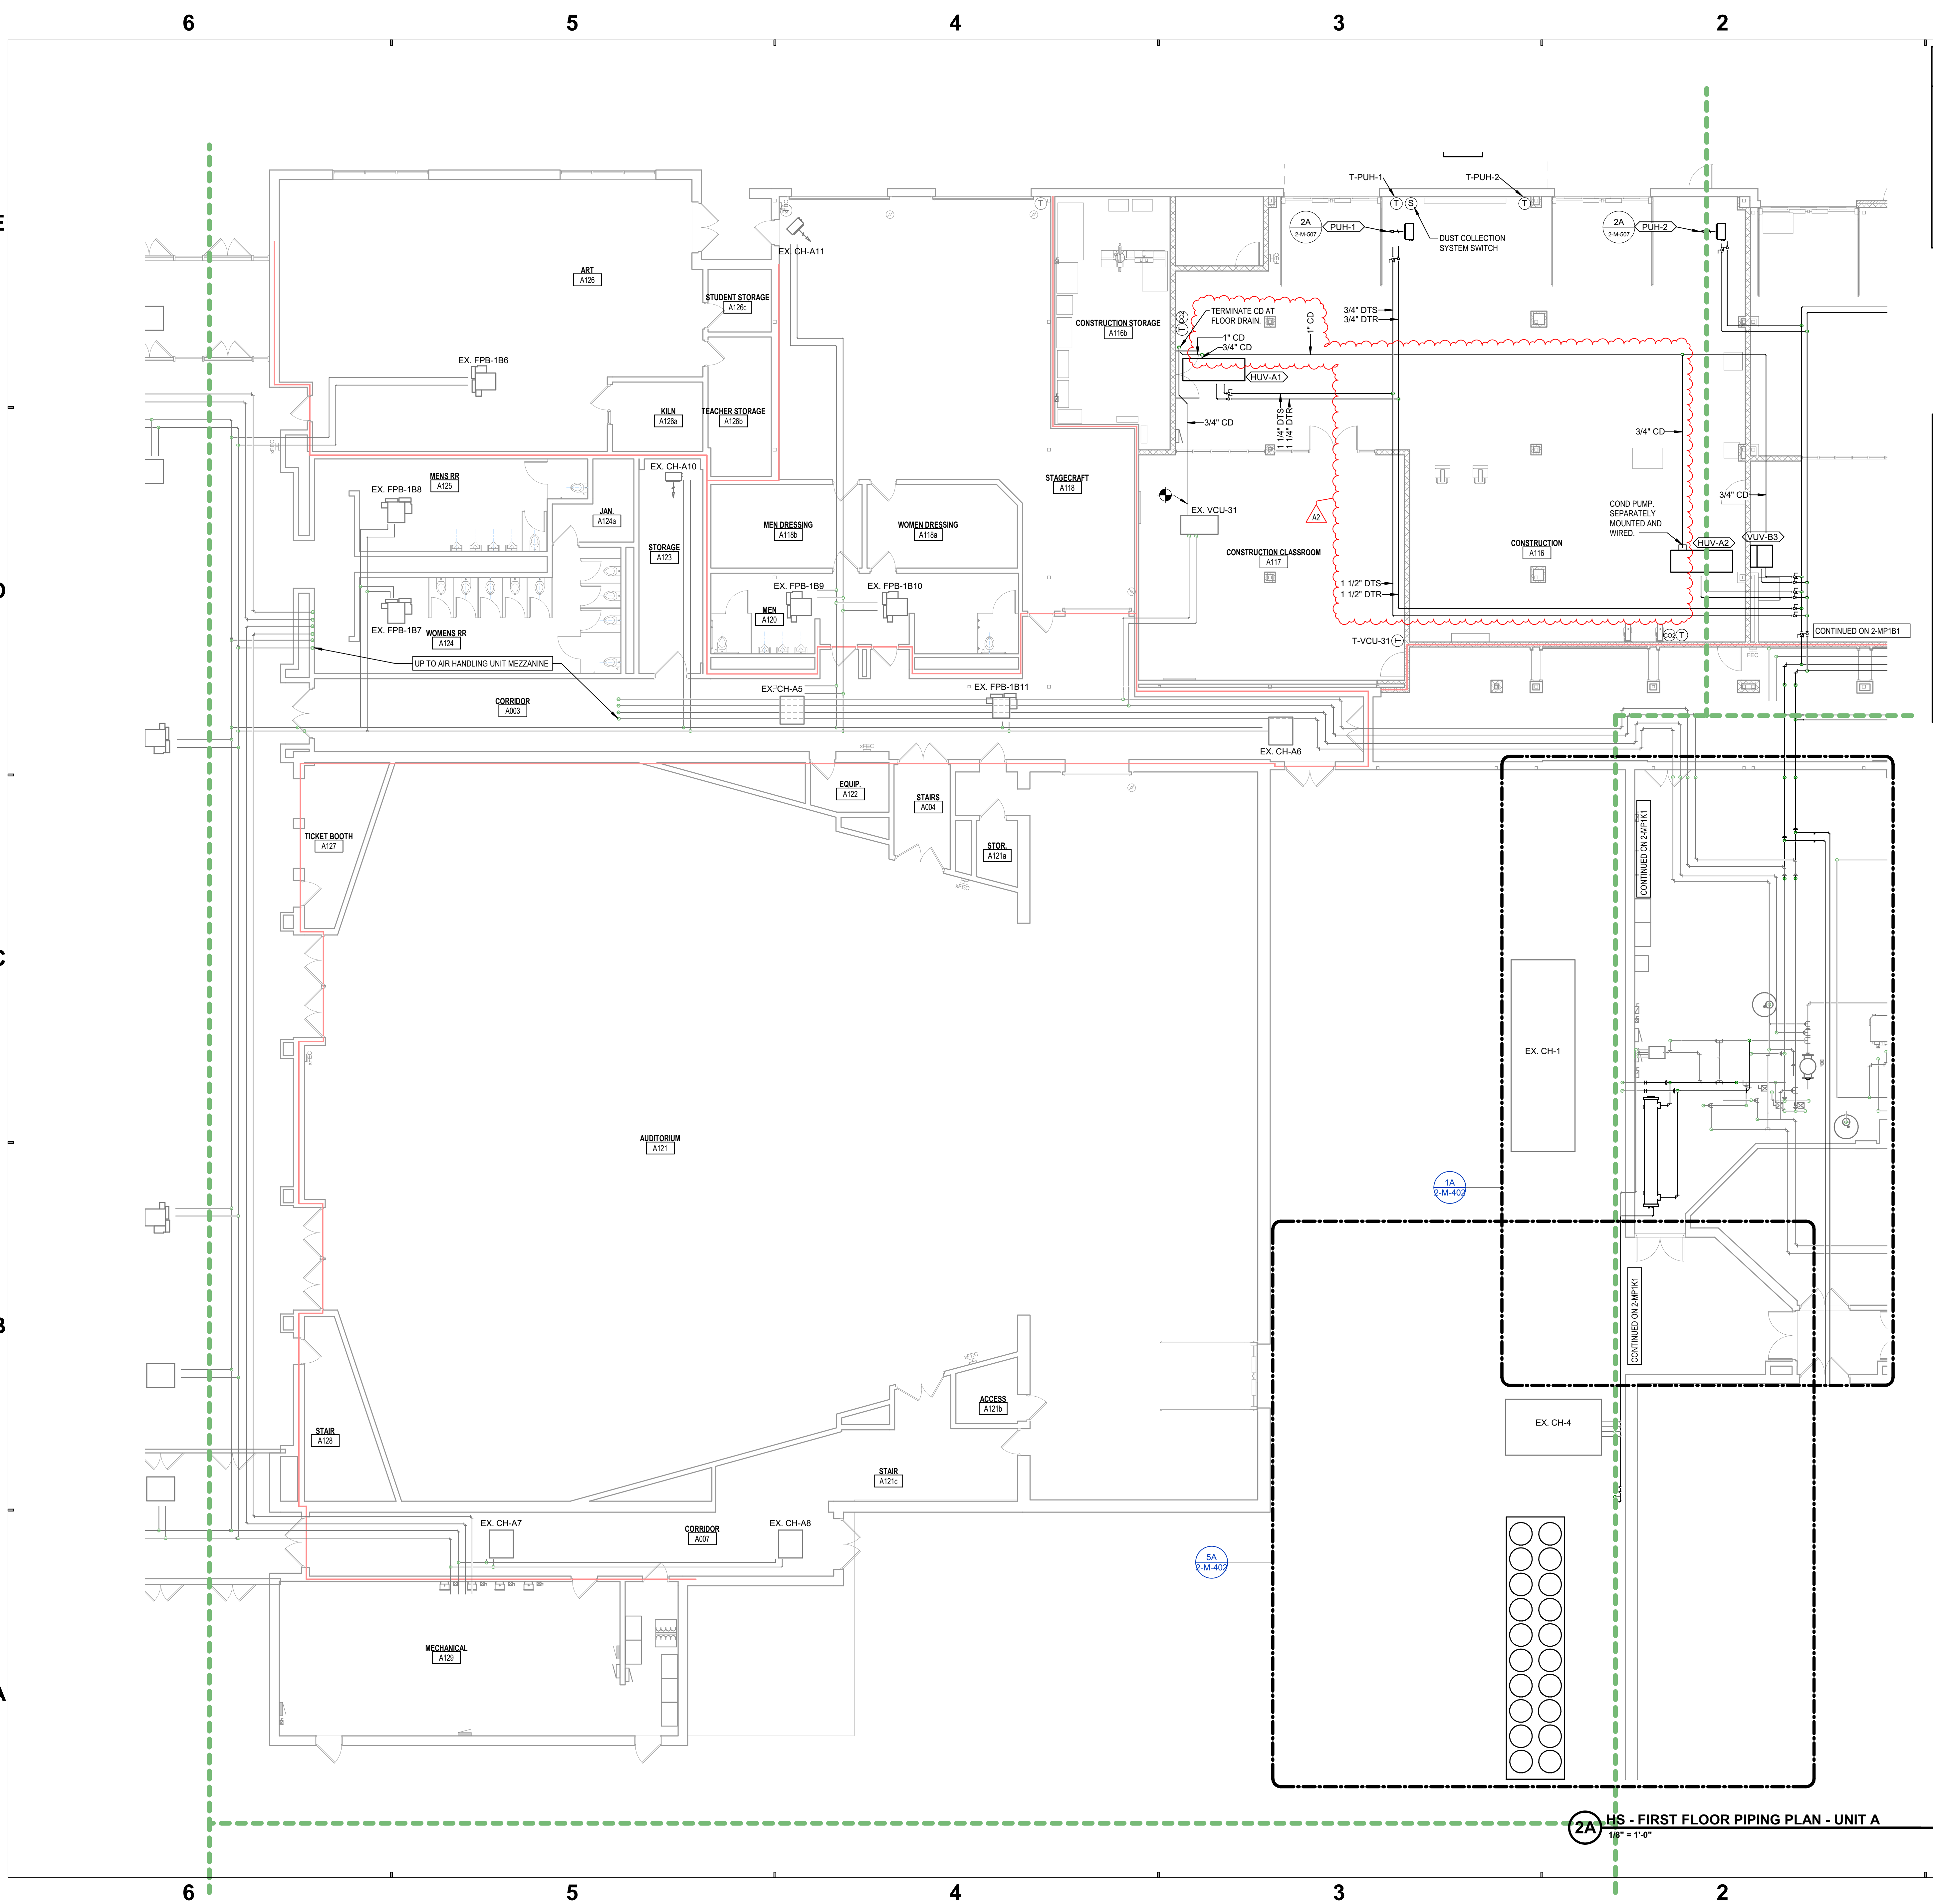 6
5
4
3
2
T-PUH-1
T-PUH-2
T
T
T
S
T
2A
2-M-507
PUH-1
2A
2-M-507
PUH-2
DUST COLLECTION
SYSTEM SWITCH
EX. CH-A11
ART
A126
STUDENT STORAGE
A126c
CONSTRUCTION STORAGE
A116b
TERMINATE CD AT
FLOOR DRAIN.
CO2
T
1" CD
3/4" CD
1" CD
3/4" DTS
3/4" DTR
EX. FPB-1B6
HUV-A1
KILN
A126a
TEACHER STORAGE
A126b
3/4" CD
1 1/4" DTS
1 1/4" DTR
3/4" CD
FEC
MENS RR
A125
EX. FPB-1B8
EX. CH-A10
JAN.
A124a
STORAGE
A123
MEN DRESSING
A118b
WOMEN DRESSING
A118a
STAGECRAFT
A118
EX. VCU-31
A2
3/4" CD
COND PUMP.
SEPARATELY
MOUNTED AND
WIRED.
HUV-A2
VUV-B3
CONSTRUCTION CLASSROOM
A117
CONSTRUCTION
A116
EX. FPB-1B9
EX. FPB-1B10
MEN
A120
EX. FPB-1B7
WOMENS RR
A124
1 1/2" DTS
1 1/2" DTR
T-VCU-31
T
CO2
T
FEC
CONTINUED ON 2-MP1B1
UP TO AIR HANDLING UNIT MEZZANINE
EX. CH-A5
EX. FPB-1B11
CORRIDOR
A003
EX. CH-A6
FEC
EQUIP.
A122
STAIRS
A004
TICKET BOOTH
A127
STOR.
A121a
FEC
CONTINUED ON 2-MP1K1
FEC
EX. CH-1
AUDITORIUM
A121
1A
2-M-402
CONTINUED ON 2-MP1K1
FEC
ACCESS
A121b
STAIR
A128
EX. CH-4
STAIR
A121c
EX. CH-A7
CORRIDOR
A007
EX. CH-A8
5A
2-M-402
MECHANICAL
A129
2A
HS - FIRST FLOOR PIPING PLAN - UNIT A
1/8" = 1'-0"
6
5
4
3
2